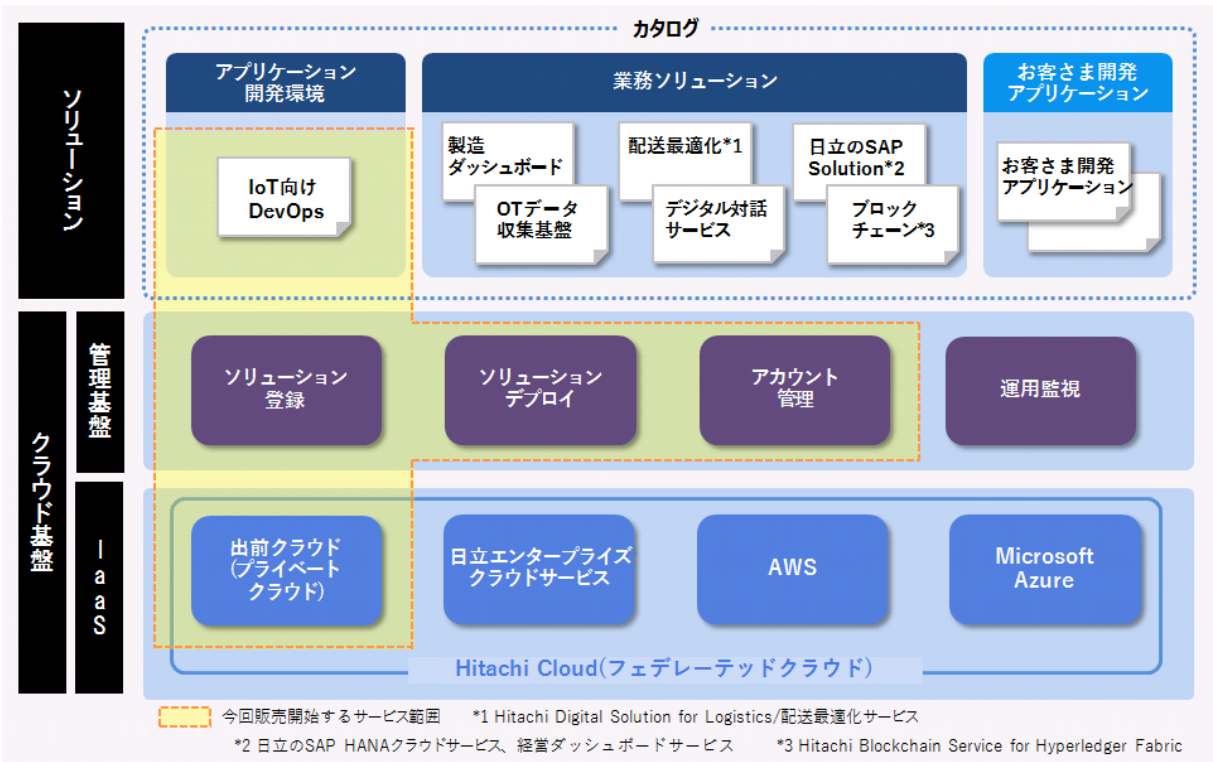 カタログ
ソリューション
アプリケーション
開発環境
業務ソリューション
お客さま開発
アプリケーション
IoT向け
DevOps
製造
ダッシュボード
OTデータ
収集基盤
配送最適化*1
デジタル対話
サービス
日立のSAP
Solution*2
ブロック
チェーン*3
お客さま開発
アプリケーション
クラウド基盤
管理基盤
ソリューション
登録
ソリューション
デプロイ
アカウント
管理
運用監視
IaaS
出前クラウド
(プライベート
クラウド)
日立エンタープライズ
クラウドサービス
AWS
Microsoft
Azure
Hitachi Cloud(フェデレーテッドクラウド)
今回販売開始するサービス範囲 *1 Hitachi Digital Solution for Logistics/配送最適化サービス
*2 日立のSAP HANAクラウドサービス、経営ダッシュボードサービス *3 Hitachi Blockchain Service for Hyperledger Fabric